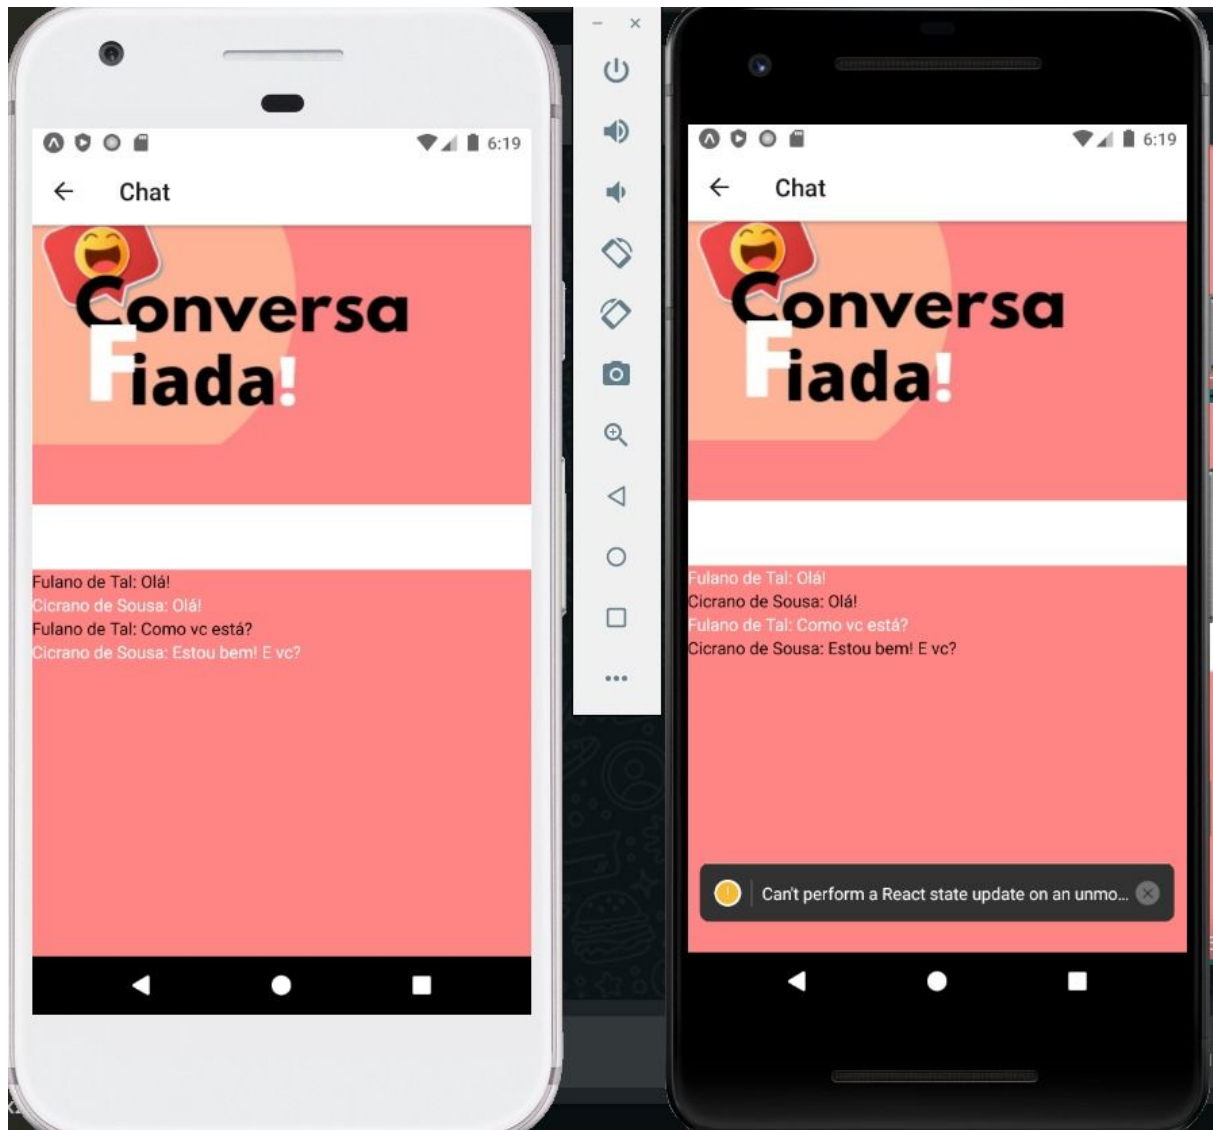 6:19
Chat
Conversa
Fiada!
Fulano de Tal: Olá!
Cicrano de Sousa: Olá!
Fulano de Tal: Como vc está?
Cicrano de Sousa: Estou bem! E vc?
6:19
Chat
Conversa
Fiada!
Fulano de Tal: Olá!
Cicrano de Sousa: Olá!
Fulano de Tal: Como vc está?
Cicrano de Sousa: Estou bem! E vc?
Can't perform a React state update on an unmo...